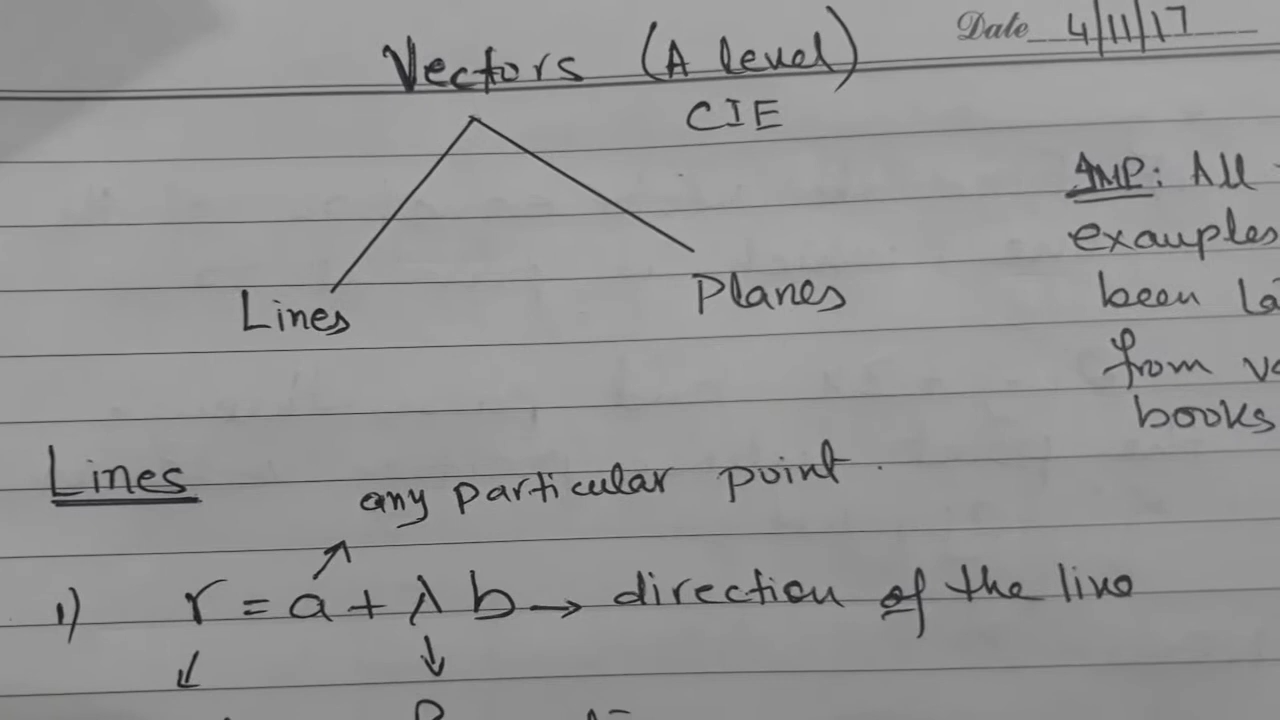 Date 4/11/17
Vectors (A level)
CIE
IMP: All
examples
been
from
books
Lines
Planes
Lines
any particular point.
1) r = a + λ b → direction of the line